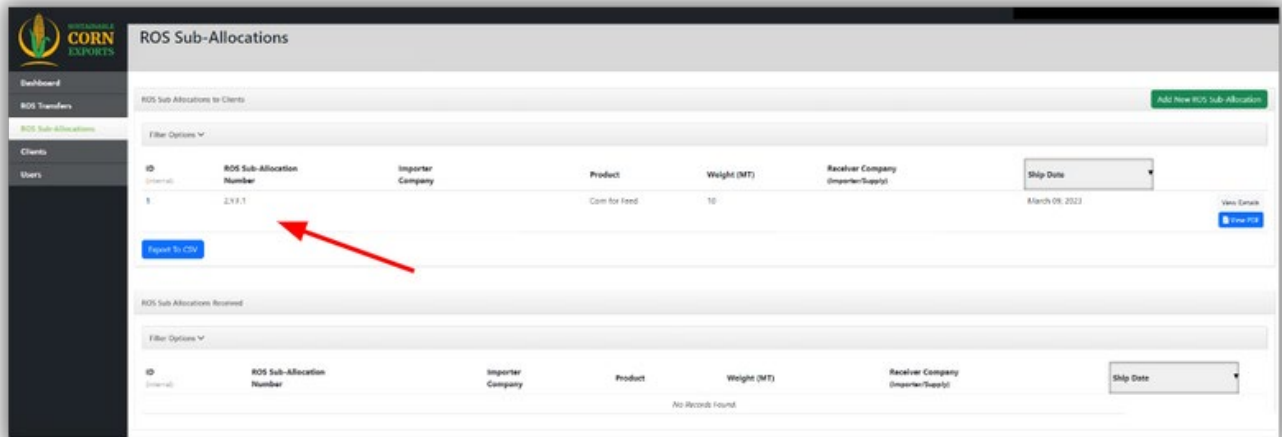 SUSTAINABLE
CORN
EXPORTS
ROS Sub-Allocations
Dashboard
ROS Transfers
ROS Sub-Allocations
Clients
Users
ROS Sub Allocations to Clients
Add New ROS Sub-Allocation
Filter Options
ID (internal) ROS Sub-Allocation Number Importer Company Product Weight (MT) Receiver Company (Importer/Supply) Ship Date
1 Corn for Feed 10 March 09, 2023 View Details
View PDF
Export To CSV
ROS Sub Allocations Received
Filter Options
ID (internal) ROS Sub-Allocation Number Importer Company Product Weight (MT) Receiver Company (Importer/Supply) Ship Date
No Records Found.